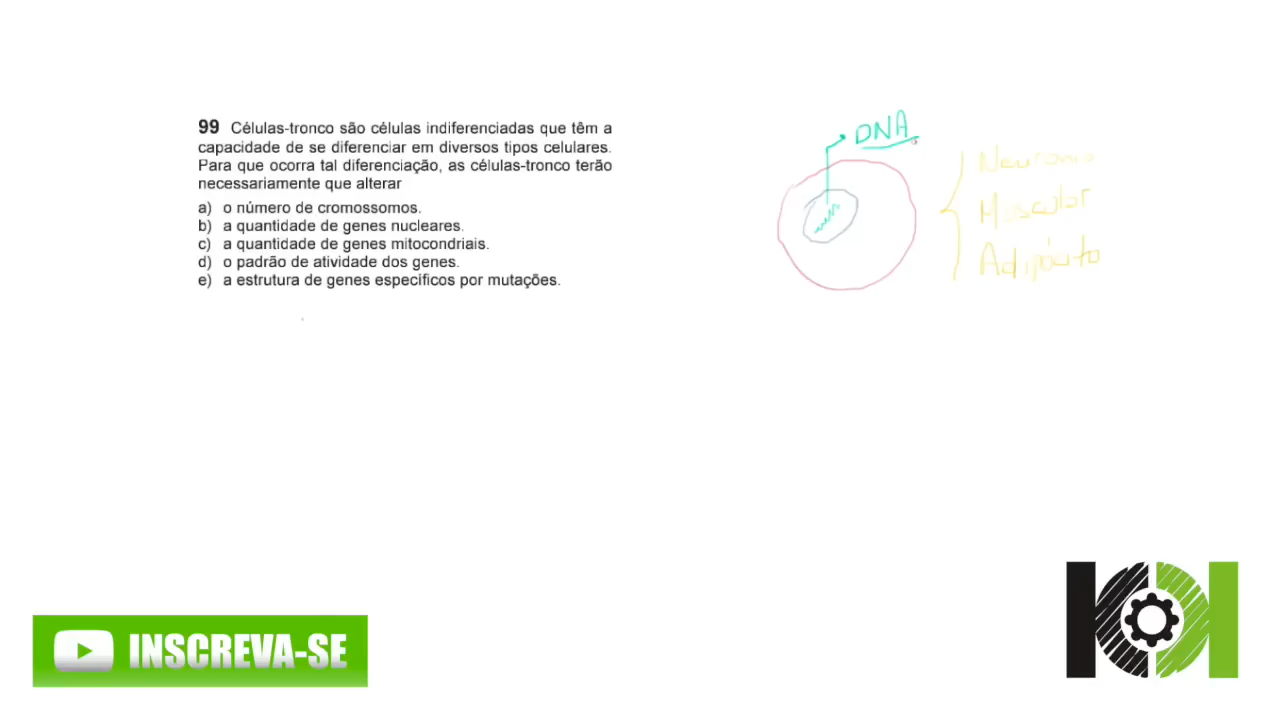 99 Células-tronco são células indiferenciadas que têm a
capacidade de se diferenciar em diversos tipos celulares.
Para que ocorra tal diferenciação, as células-tronco terão
necessariamente que alterar
a) o número de cromossomos.
b) a quantidade de genes nucleares.
c) a quantidade de genes mitocondriais.
d) o padrão de atividade dos genes.
e) a estrutura de genes específicos por mutações.
DNA
Neuronio
Muscular
Adipócito
INSCREVA-SE